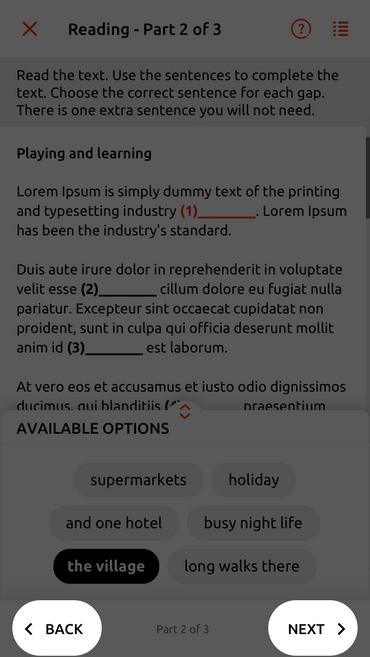 Reading - Part 2 of 3
?
Read the text. Use the sentences to complete the
text. Choose the correct sentence for each gap.
There is one extra sentence you will not need.
Playing and learning
Lorem Ipsum is simply dummy text of the printing
and typesetting industry (1)________. Lorem Ipsum
has been the industry's standard.
Duis aute irure dolor in reprehenderit in voluptate
velit esse (2)________ cillum dolore eu fugiat nulla
pariatur. Excepteur sint occaecat cupidatat non
proident, sunt in culpa qui officia deserunt mollit
anim id (3)________ est laborum.
At vero eos et accusamus et iusto odio dignissimos
ducimus, qui blanditiis praesentium
AVAILABLE OPTIONS
supermarkets holiday
and one hotel busy night life
the village long walks there
BACK Part 2 of 3 NEXT